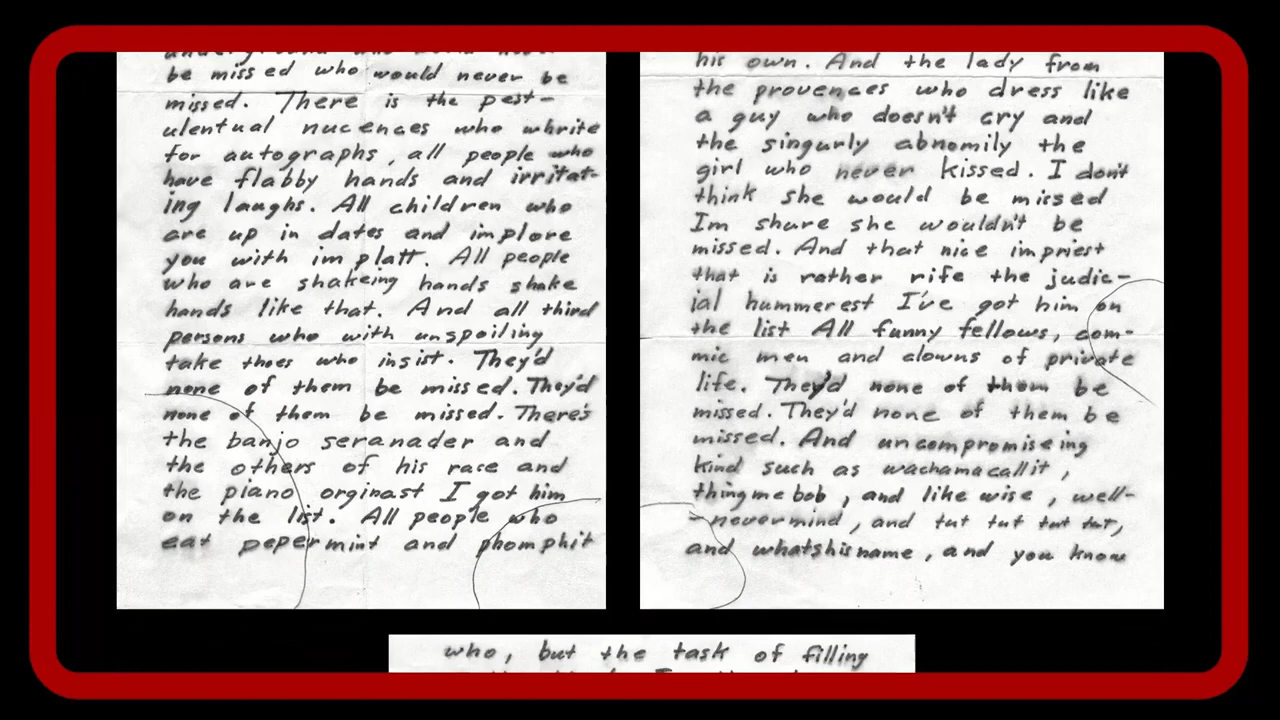 be missed who would never be
missed. There is the pest-
ulentual nucences who whrite
for autographs, all people who
have flabby hands and irritat-
ing laughs. All children who
are up in dates and implore
you with im platt. All people
who are shakeing hands shake
hands like that. And all third
persons who with unspoiling
take thoes who insist. They'd
none of them be missed. They'd
none of them be missed. There's
the banjo seranader and
the others of his race and
the piano orginast I got him
on the list. All people who
eat pepermint and phomphit
his own. And the lady from
the provences who dress like
a guy who doesn't cry and
the singurly abnomily the
girl who never kissed. I don't
think she would be missed
Im shure she wouldn't be
missed. And that nice impriest
that is rather rife the judic-
ial hummerest I've got him on
the list All funny fellows, com-
mic men and clowns of private
life. They'd none of them be
missed. They'd none of them be
missed. And uncompromiseing
kind such as wachamacallit,
thingmebob, and like wise, well-
-nevermind, and tut tut tut tut,
and whatshisname, and you know
who, but the task of filling